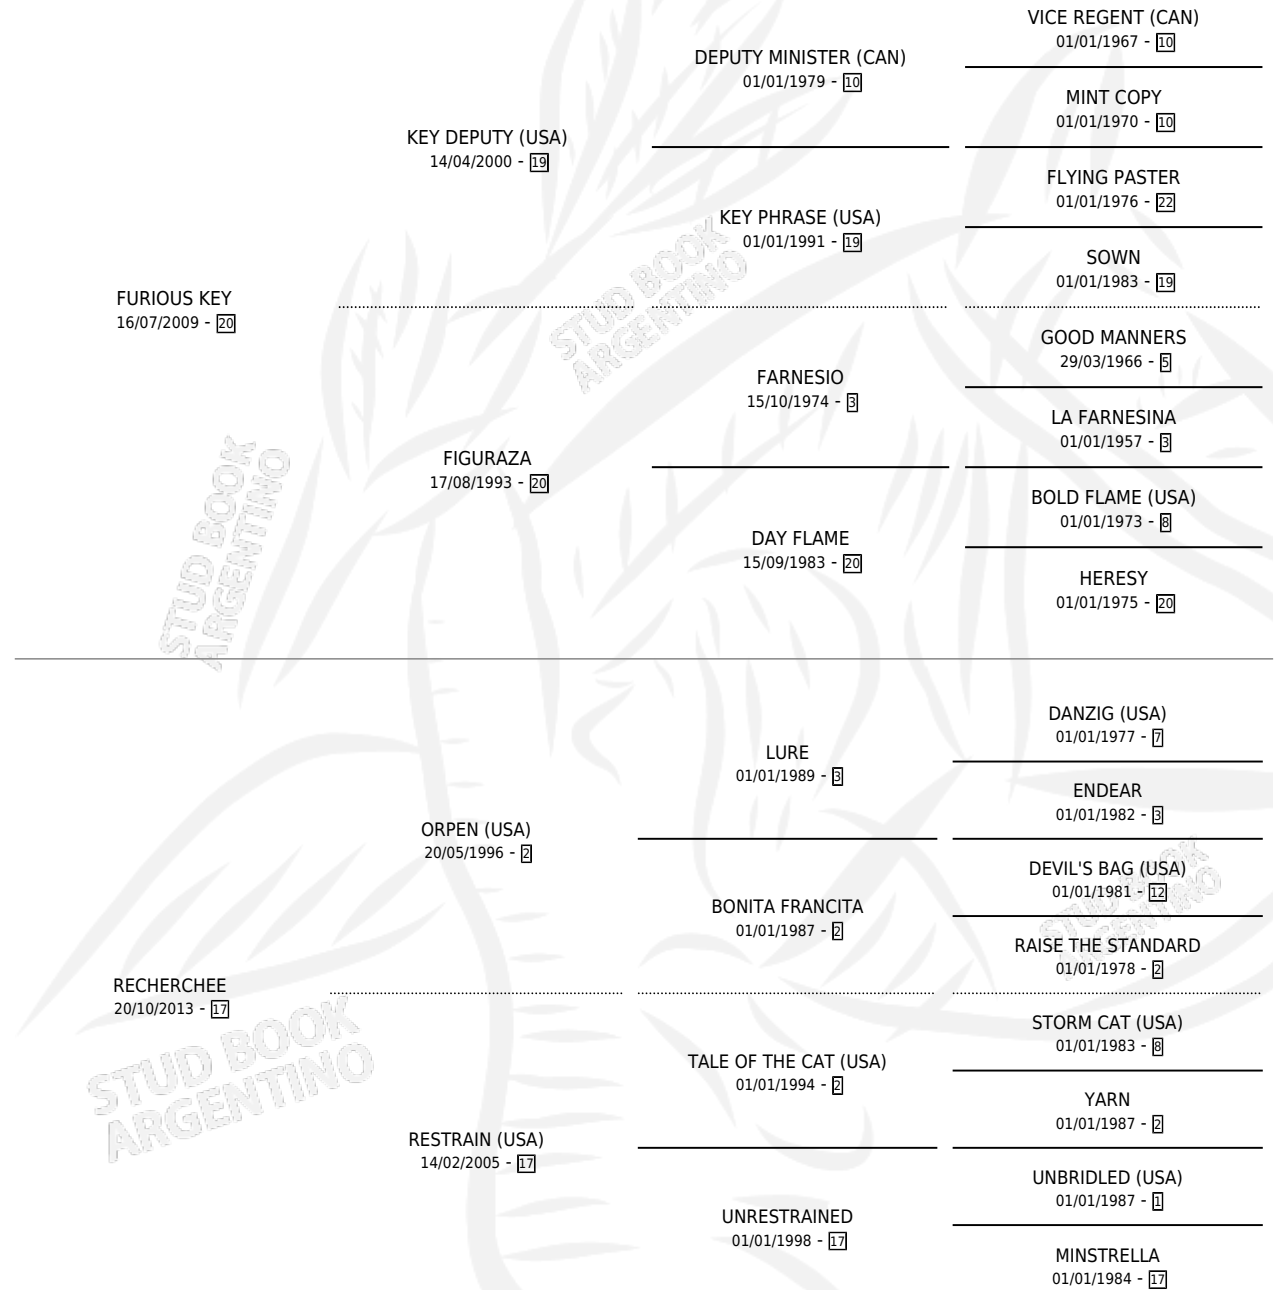 VICE REGENT (CAN)
01/01/1967 - 10
DEPUTY MINISTER (CAN)
01/01/1979 - 10
MINT COPY
01/01/1970 - 10
KEY DEPUTY (USA)
14/04/2000 - 19
FLYING PASTER
01/01/1976 - 22
KEY PHRASE (USA)
01/01/1991 - 19
SOWN
01/01/1983 - 19
FURIOUS KEY
16/07/2009 - 20
STUD BOOK
ARGENTINO
GOOD MANNERS
29/03/1966 - 5
FARNESIO
15/10/1974 - 3
LA FARNESINA
01/01/1957 - 3
FIGURAZA
17/08/1993 - 20
BOLD FLAME (USA)
01/01/1973 - 8
DAY FLAME
15/09/1983 - 20
HERESY
01/01/1975 - 20
STUD BOOK
ARGENTINO
DANZIG (USA)
01/01/1977 - 7
LURE
01/01/1989 - 3
ENDEAR
01/01/1982 - 3
ORPEN (USA)
20/05/1996 - 2
DEVIL'S BAG (USA)
01/01/1981 - 12
BONITA FRANCITA
01/01/1987 - 2
STUD BOOK
ARGENTINO
RAISE THE STANDARD
01/01/1978 - 2
RECHERCHEE
20/10/2013 - 17
STORM CAT (USA)
01/01/1983 - 8
TALE OF THE CAT (USA)
01/01/1994 - 2
YARN
01/01/1987 - 2
STUD BOOK
ARGENTINO
RESTRAIN (USA)
14/02/2005 - 17
UNBRIDLED (USA)
01/01/1987 - 1
UNRESTRAINED
01/01/1998 - 17
MINSTRELLA
01/01/1984 - 17